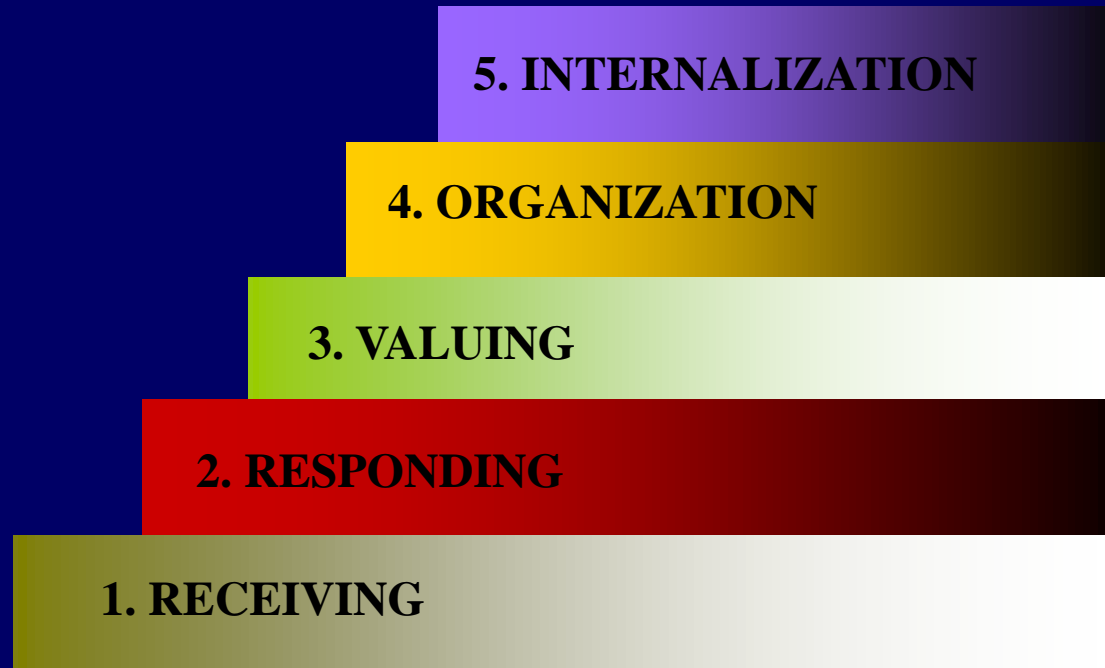 5. INTERNALIZATION
4. ORGANIZATION
3. VALUING
2. RESPONDING
1. RECEIVING